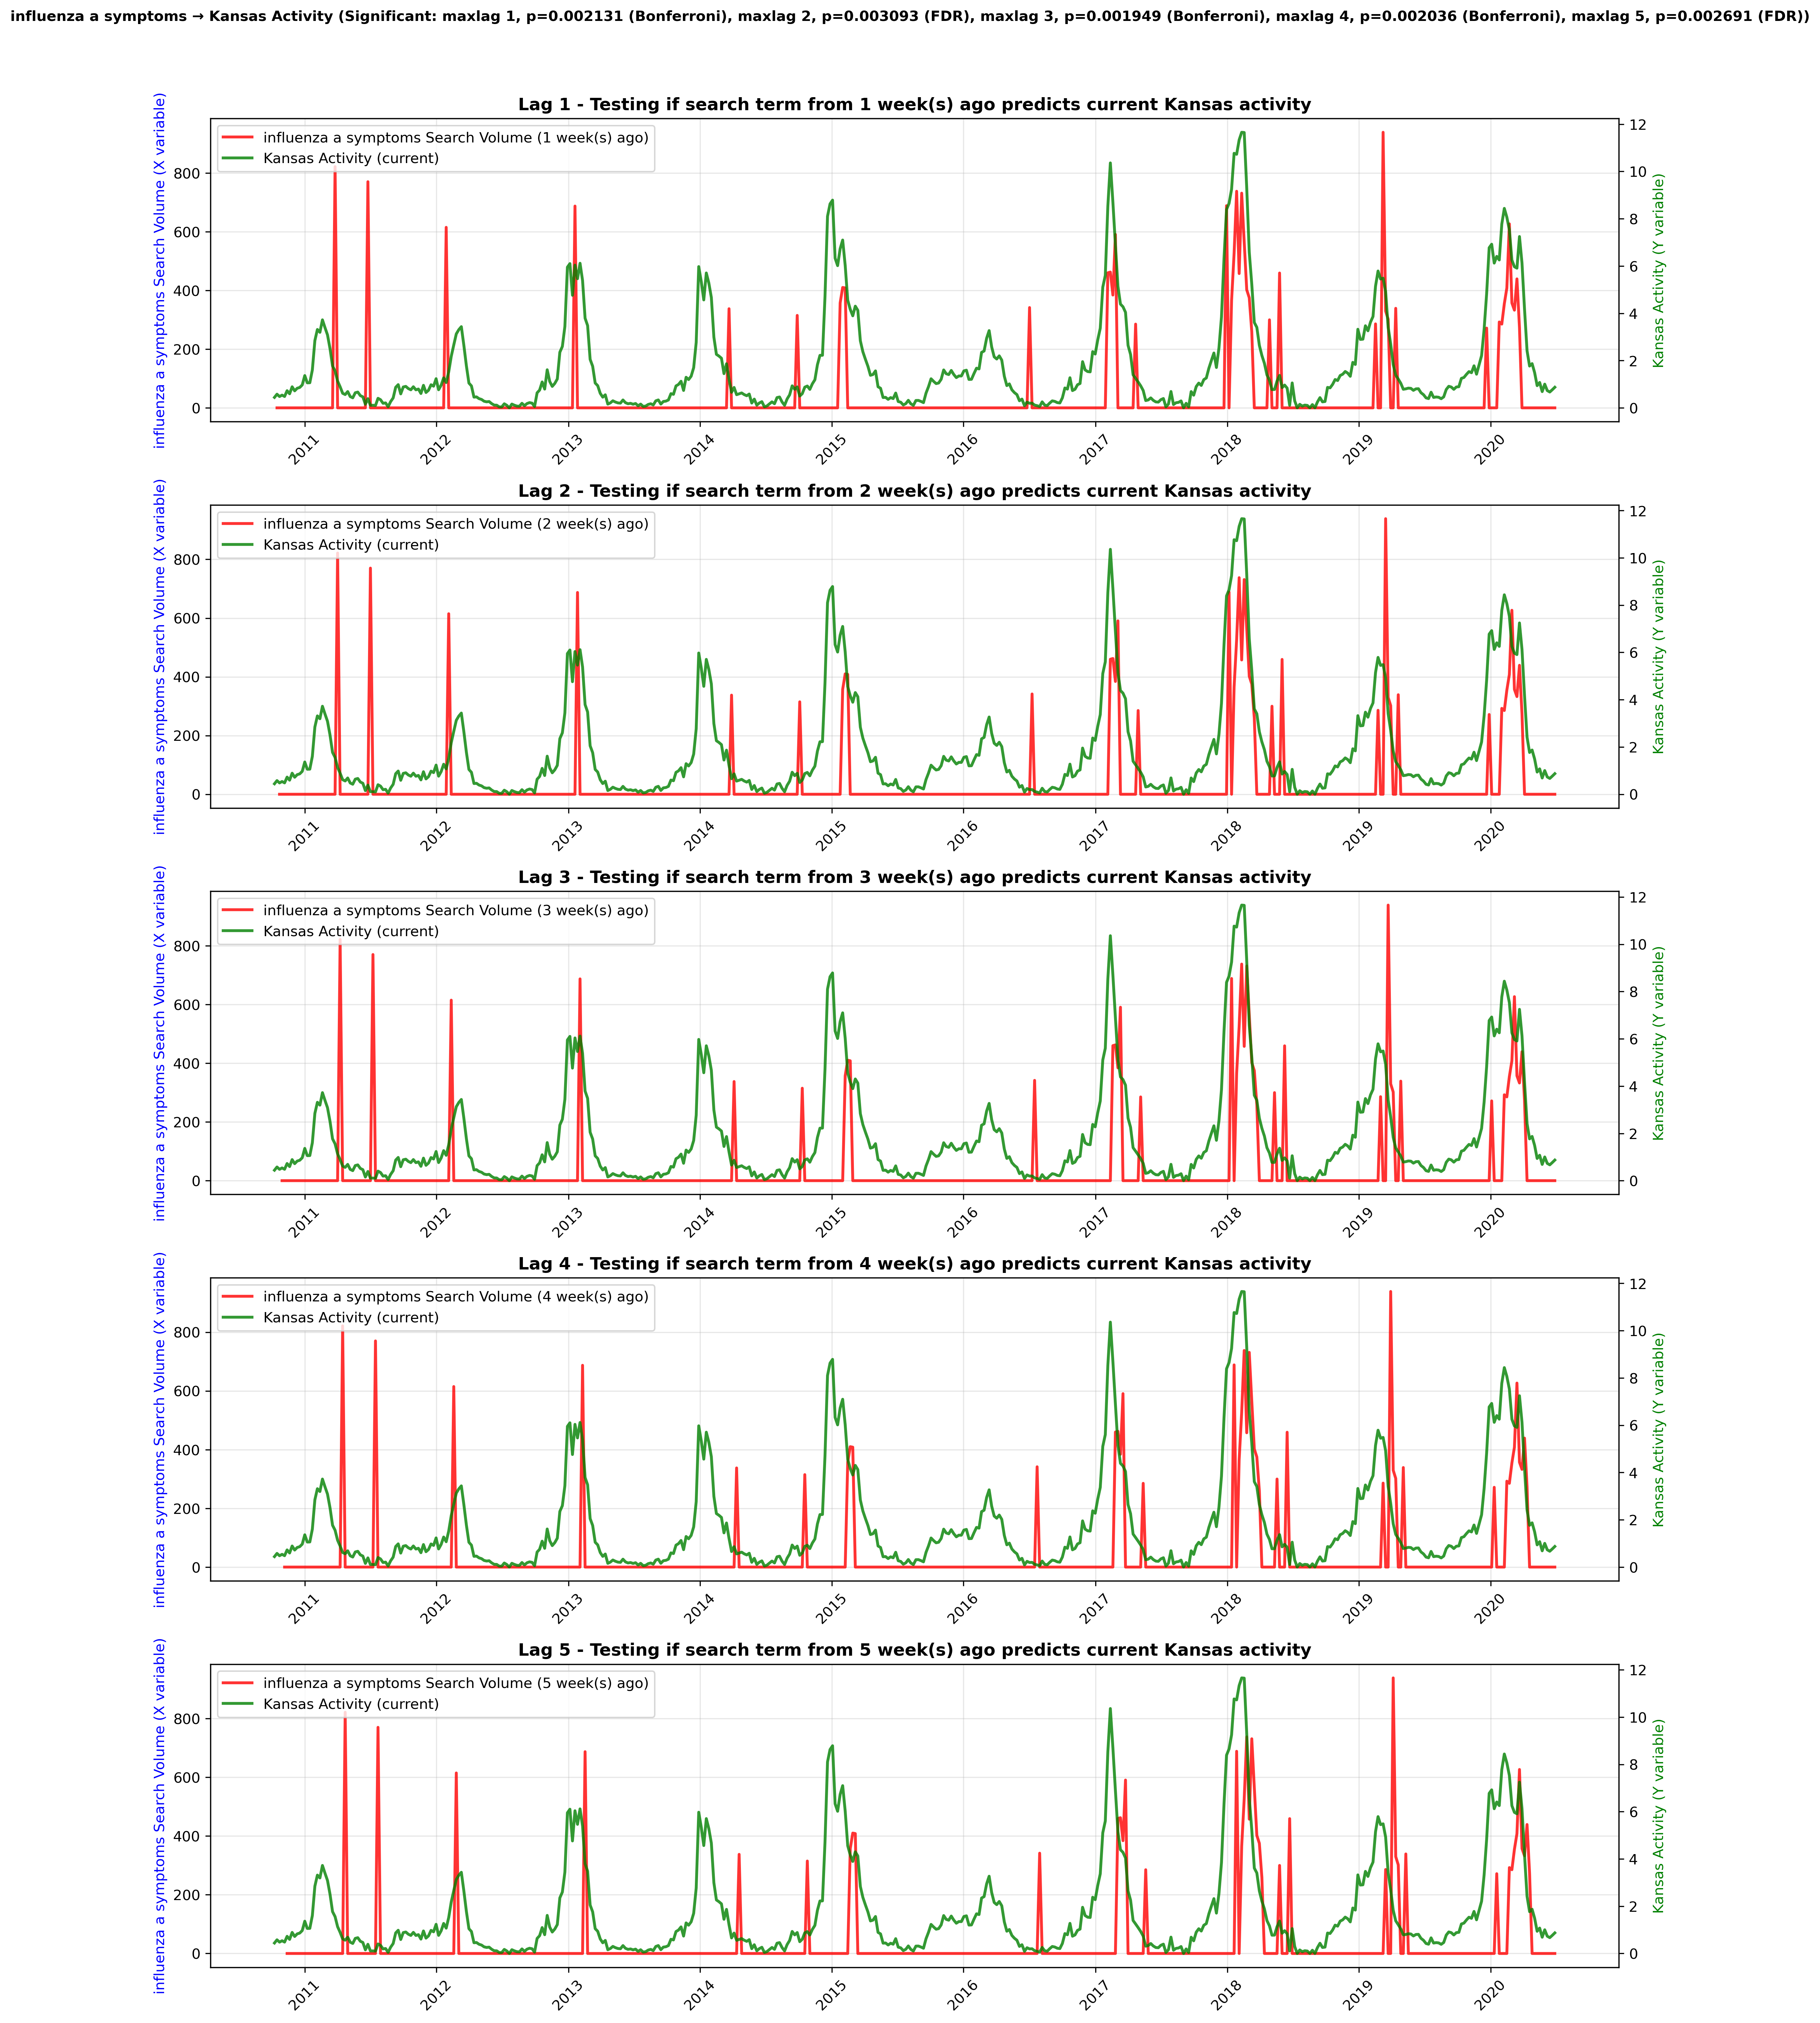 influenza a symptoms → Kansas Activity (Significant: maxlag 1, p=0.002131 (Bonferroni), maxlag 2, p=0.003093 (FDR), maxlag 3, p=0.001949 (Bonferroni), maxlag 4, p=0.002036 (Bonferroni), maxlag 5, p=0.002691 (FDR))
Lag 1 - Testing if search term from 1 week(s) ago predicts current Kansas activity
influenza a symptoms Search Volume (X variable)
influenza a symptoms Search Volume (1 week(s) ago)
Kansas Activity (current)
800
600
400
200
0
12
10
8
6
4
2
0
Kansas Activity (Y variable)
2011 2012 2013 2014 2015 2016 2017 2018 2019 2020
Lag 2 - Testing if search term from 2 week(s) ago predicts current Kansas activity
influenza a symptoms Search Volume (X variable)
influenza a symptoms Search Volume (2 week(s) ago)
Kansas Activity (current)
800
600
400
200
0
12
10
8
6
4
2
0
Kansas Activity (Y variable)
2011 2012 2013 2014 2015 2016 2017 2018 2019 2020
Lag 3 - Testing if search term from 3 week(s) ago predicts current Kansas activity
influenza a symptoms Search Volume (X variable)
influenza a symptoms Search Volume (3 week(s) ago)
Kansas Activity (current)
800
600
400
200
0
12
10
8
6
4
2
0
Kansas Activity (Y variable)
2011 2012 2013 2014 2015 2016 2017 2018 2019 2020
Lag 4 - Testing if search term from 4 week(s) ago predicts current Kansas activity
influenza a symptoms Search Volume (X variable)
influenza a symptoms Search Volume (4 week(s) ago)
Kansas Activity (current)
800
600
400
200
0
12
10
8
6
4
2
0
Kansas Activity (Y variable)
2011 2012 2013 2014 2015 2016 2017 2018 2019 2020
Lag 5 - Testing if search term from 5 week(s) ago predicts current Kansas activity
influenza a symptoms Search Volume (X variable)
influenza a symptoms Search Volume (5 week(s) ago)
Kansas Activity (current)
800
600
400
200
0
12
10
8
6
4
2
0
Kansas Activity (Y variable)
2011 2012 2013 2014 2015 2016 2017 2018 2019 2020